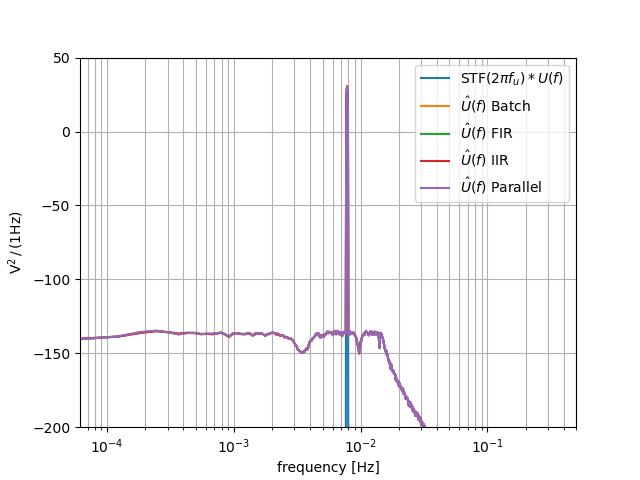 50
0
−50
−100
−150
−200
V² / (1Hz)
10⁻⁴
10⁻³
10⁻²
10⁻¹
frequency [Hz]
STF(2πfᵤ) * U(f)
Û(f) Batch
Û(f) FIR
Û(f) IIR
Û(f) Parallel